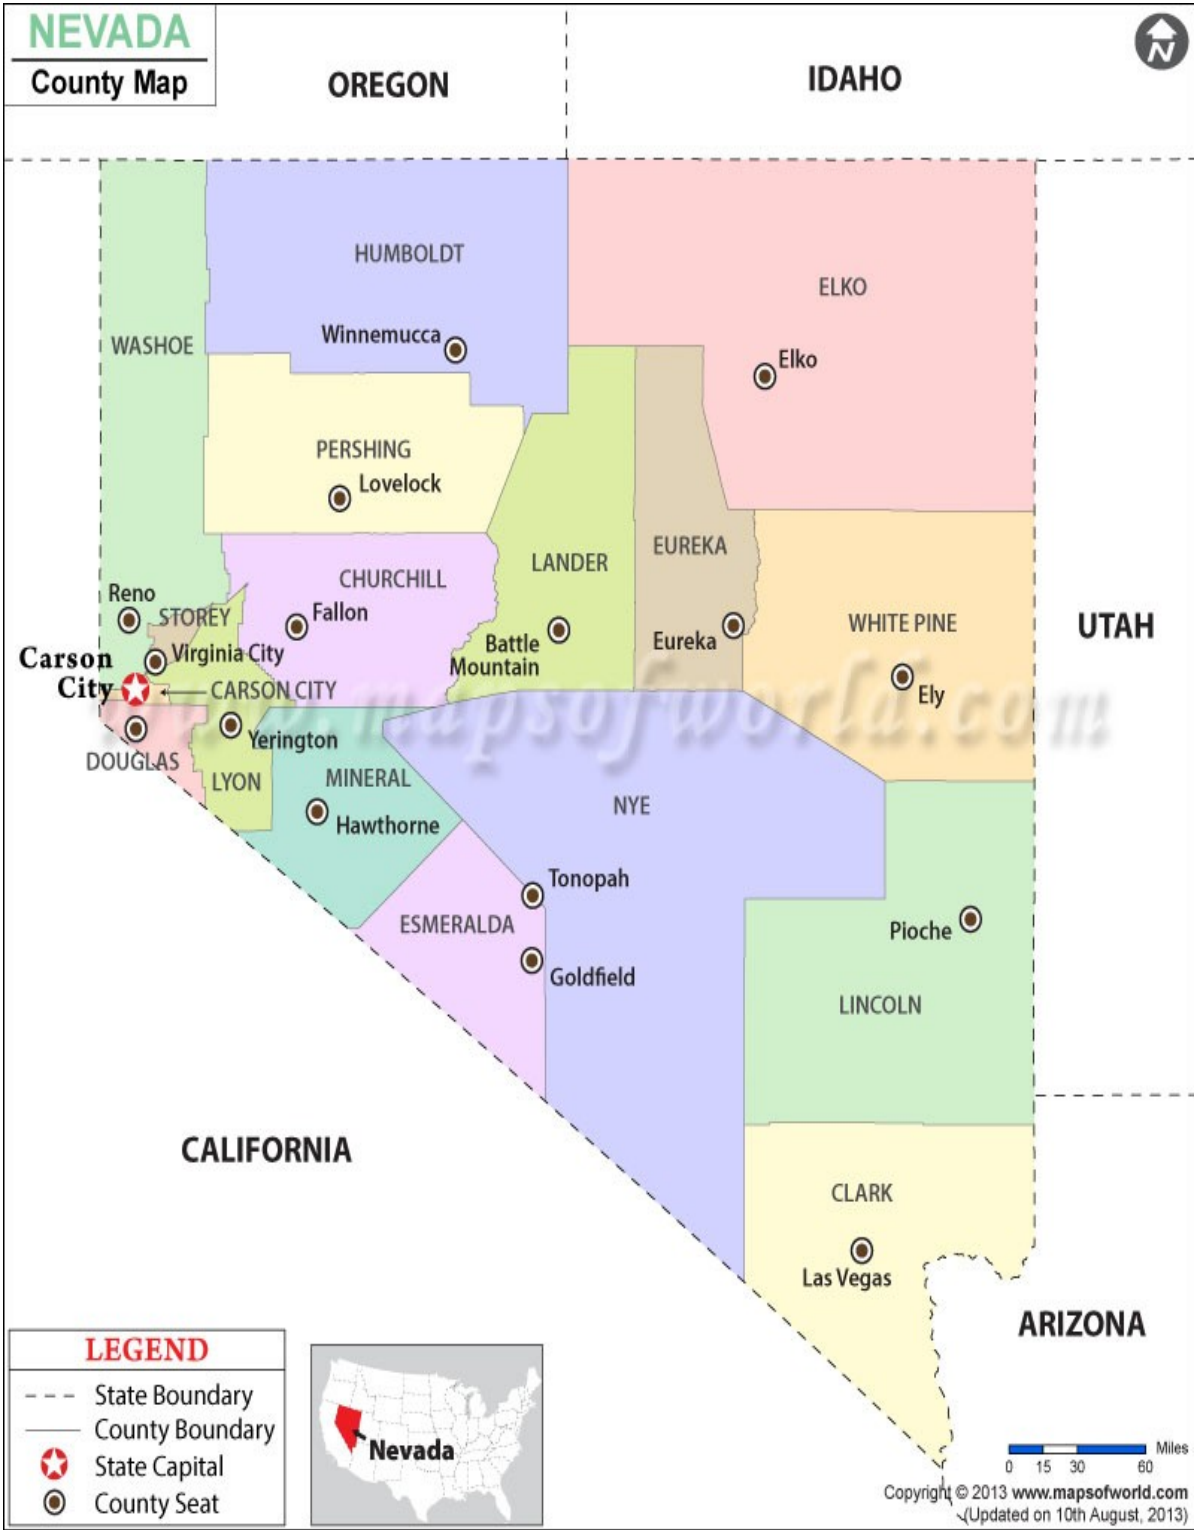 NEVADA
County Map
OREGON
IDAHO
N
HUMBOLDT
ELKO
Winnemucca
WASHOE
Elko
PERSHING
Lovelock
EUREKA
LANDER
CHURCHILL
Reno
STOREY
Fallon
WHITE PINE
UTAH
Battle
Mountain
Eureka
Virginia City
Carson
City
CARSON CITY
Ely
www.mapsofworld.com
Yerington
DOUGLAS
LYON
MINERAL
NYE
Hawthorne
Tonopah
ESMERALDA
Pioche
Goldfield
LINCOLN
CALIFORNIA
CLARK
Las Vegas
ARIZONA
LEGEND
State Boundary
County Boundary
State Capital
County Seat
Nevada
Miles
0 15 30 60
Copyright © 2013 www.mapsofworld.com
(Updated on 10th August, 2013)